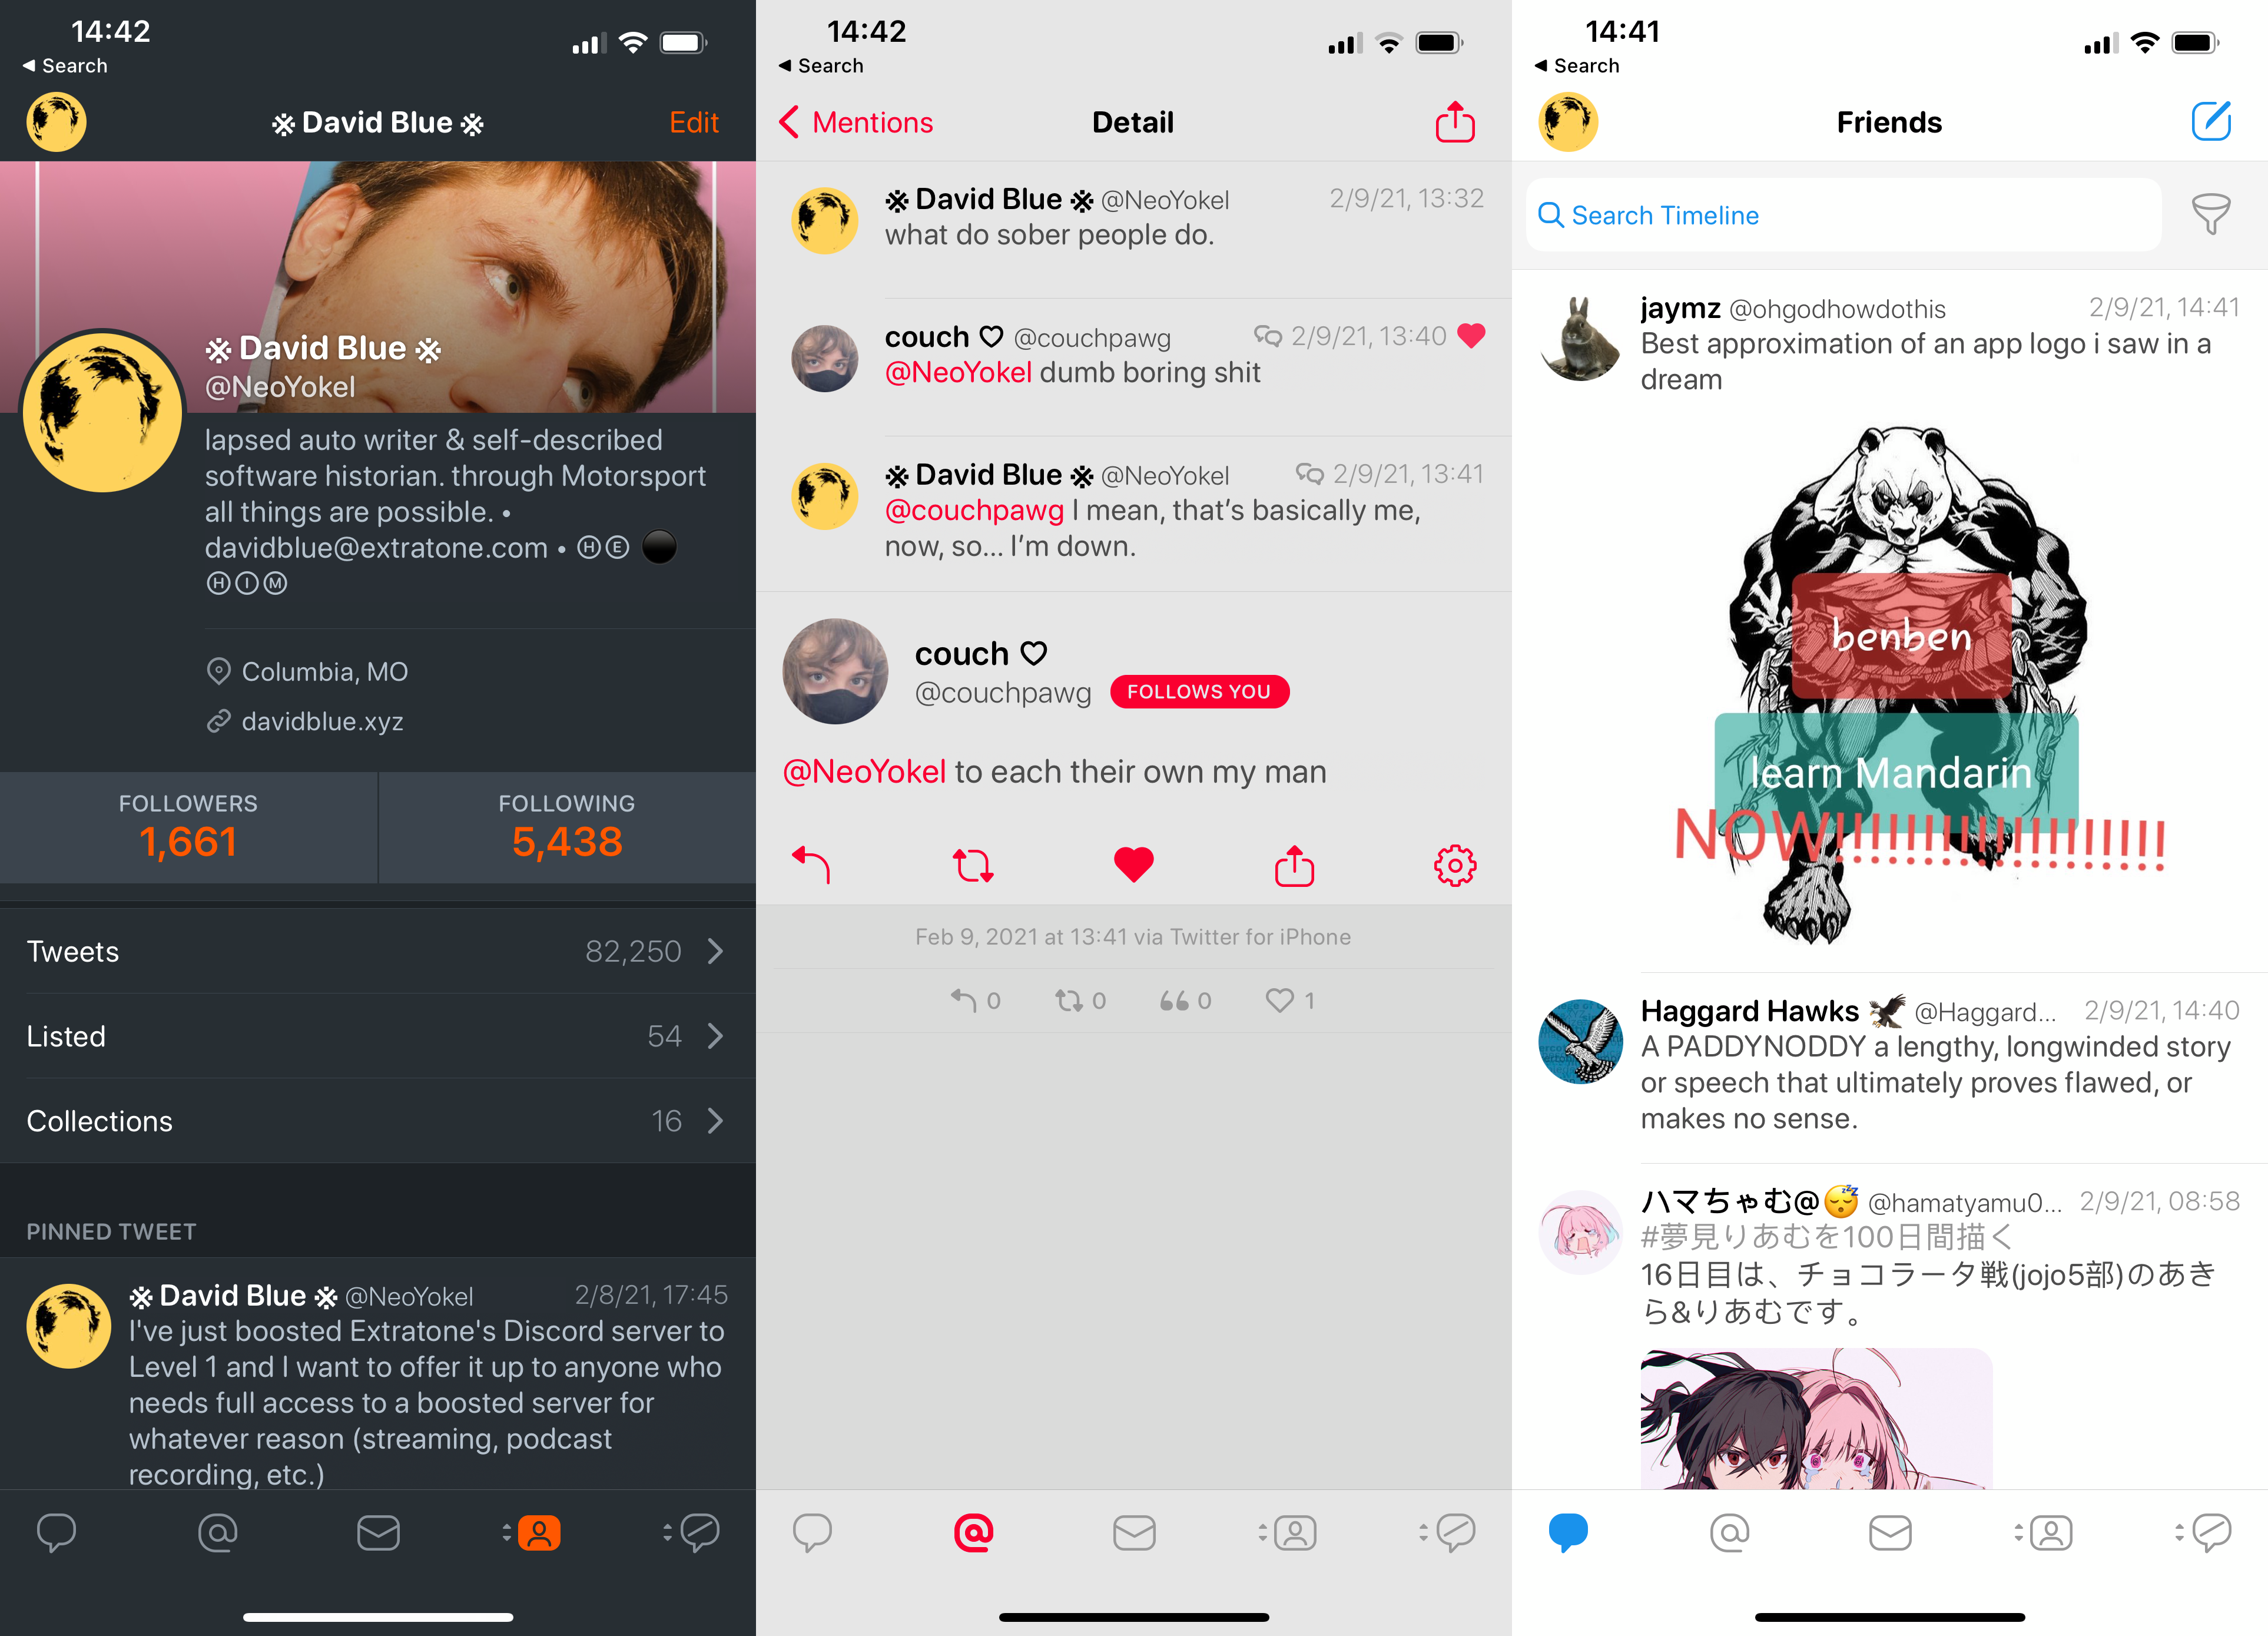 14:42
Search
※ David Blue ※
Edit
※ David Blue ※
@NeoYokel
lapsed auto writer & self-described
software historian. through Motorsport
all things are possible. •
davidblue@extratone.com • ⒽⒺ ⚫
ⒽⒾⓂ
Columbia, MO
davidblue.xyz
FOLLOWERS
1,661
FOLLOWING
5,438
Tweets 82,250
Listed 54
Collections 16
PINNED TWEET
※ David Blue ※ @NeoYokel 2/8/21, 17:45
I've just boosted Extratone's Discord server to
Level 1 and I want to offer it up to anyone who
needs full access to a boosted server for
whatever reason (streaming, podcast
recording, etc.)
14:42
Search
Mentions
Detail
※ David Blue ※ @NeoYokel 2/9/21, 13:32
what do sober people do.
couch ♡ @couchpawg 2/9/21, 13:40
@NeoYokel dumb boring shit
※ David Blue ※ @NeoYokel 2/9/21, 13:41
@couchpawg I mean, that's basically me,
now, so... I'm down.
couch ♡
@couchpawg FOLLOWS YOU
@NeoYokel to each their own my man
Feb 9, 2021 at 13:41 via Twitter for iPhone
0 0 0 1
14:41
Search
Friends
Search Timeline
jaymz @ohgodhowdothis 2/9/21, 14:41
Best approximation of an app logo i saw in a
dream
benben
learn Mandarin
NOW!!!!!!!!!!!!!!!!!!!!
Haggard Hawks 🦅 @Haggard... 2/9/21, 14:40
A PADDYNODDY a lengthy, longwinded story
or speech that ultimately proves flawed, or
makes no sense.
ハマちゃむ@😴 @hamatyamu0... 2/9/21, 08:58
#夢見りあむを100日間描く
16日目は、チョコラータ戦(jojo5部)のあき
ら&りあむです。